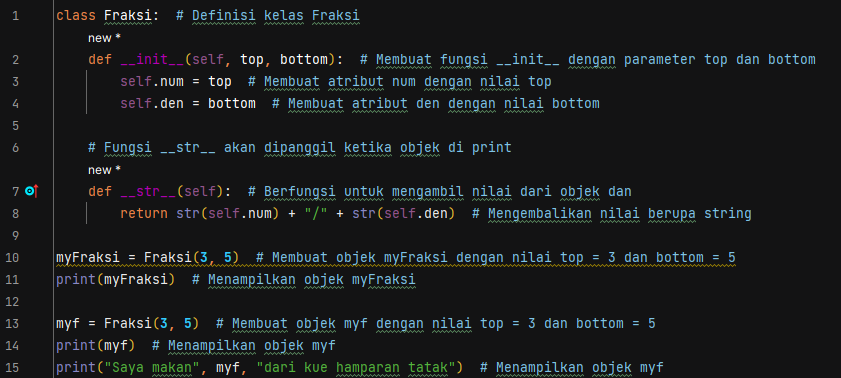 1 class Fraksi:  # Definisi kelas Fraksi
new *
2     def __init__(self, top, bottom):  # Membuat fungsi __init__ dengan parameter top dan bottom
3         self.num = top  # Membuat atribut num dengan nilai top
4         self.den = bottom  # Membuat atribut den dengan nilai bottom
5
6     # Fungsi __str__ akan dipanggil ketika objek di print
new *
7     def __str__(self):  # Berfungsi untuk mengambil nilai dari objek dan
8         return str(self.num) + "/" + str(self.den)  # Mengembalikan nilai berupa string
9
10 myFraksi = Fraksi(3, 5)  # Membuat objek myFraksi dengan nilai top = 3 dan bottom = 5
11 print(myFraksi)  # Menampilkan objek myFraksi
12
13 myf = Fraksi(3, 5)  # Membuat objek myf dengan nilai top = 3 dan bottom = 5
14 print(myf)  # Menampilkan objek myf
15 print("Saya makan", myf, "dari kue hamparan tatak")  # Menampilkan objek myf